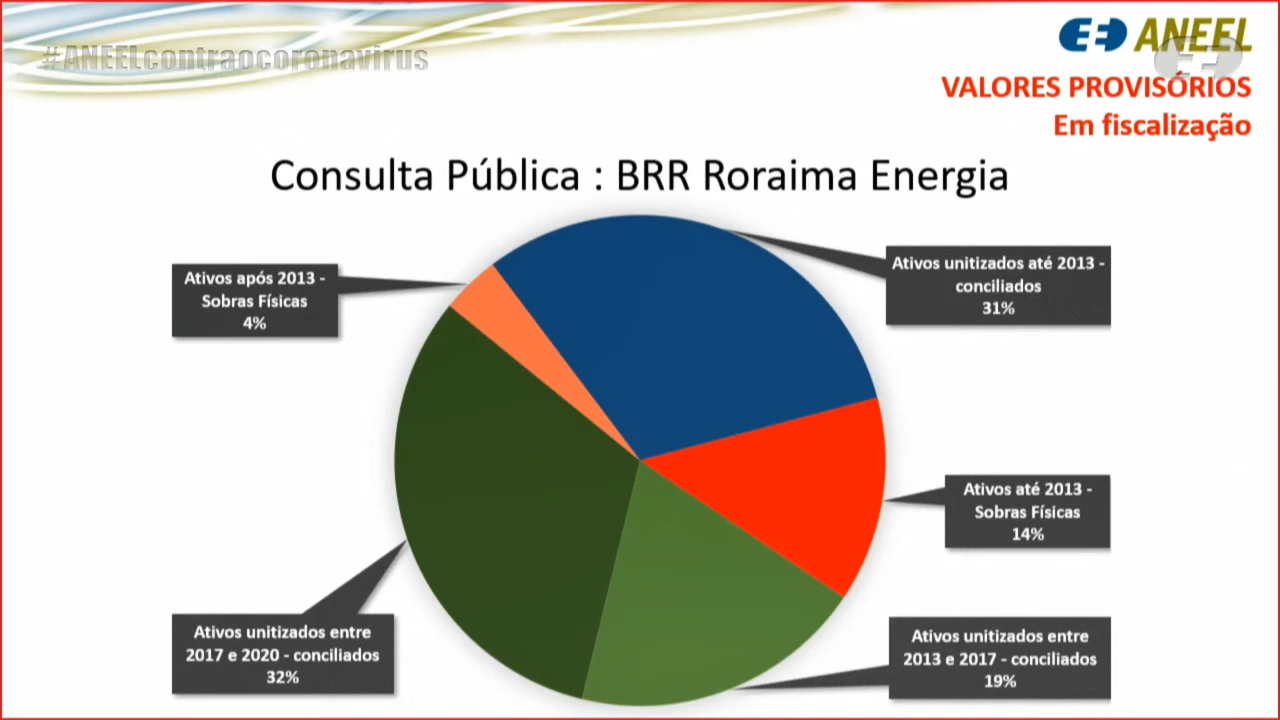 #ANEELcontraocoronavirus
ANEEL
VALORES PROVISÓRIOS
Em fiscalização
Consulta Pública : BRR Roraima Energia
Ativos após 2013 -
Sobras Físicas
4%
Ativos unitizados até 2013 -
conciliados
31%
Ativos até 2013 -
Sobras Físicas
14%
Ativos unitizados entre
2017 e 2020 - conciliados
32%
Ativos unitizados entre
2013 e 2017 - conciliados
19%